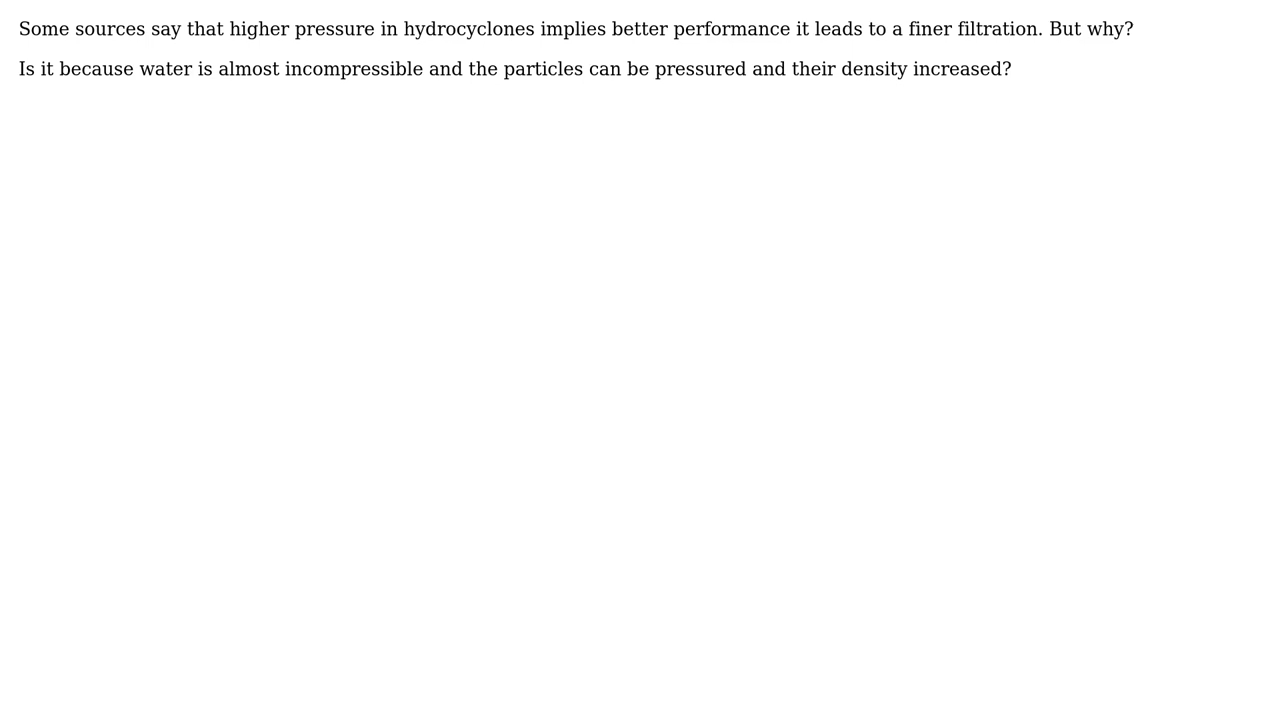 Some sources say that higher pressure in hydrocyclones implies better performance it leads to a finer filtration. But why?
Is it because water is almost incompressible and the particles can be pressured and their density increased?